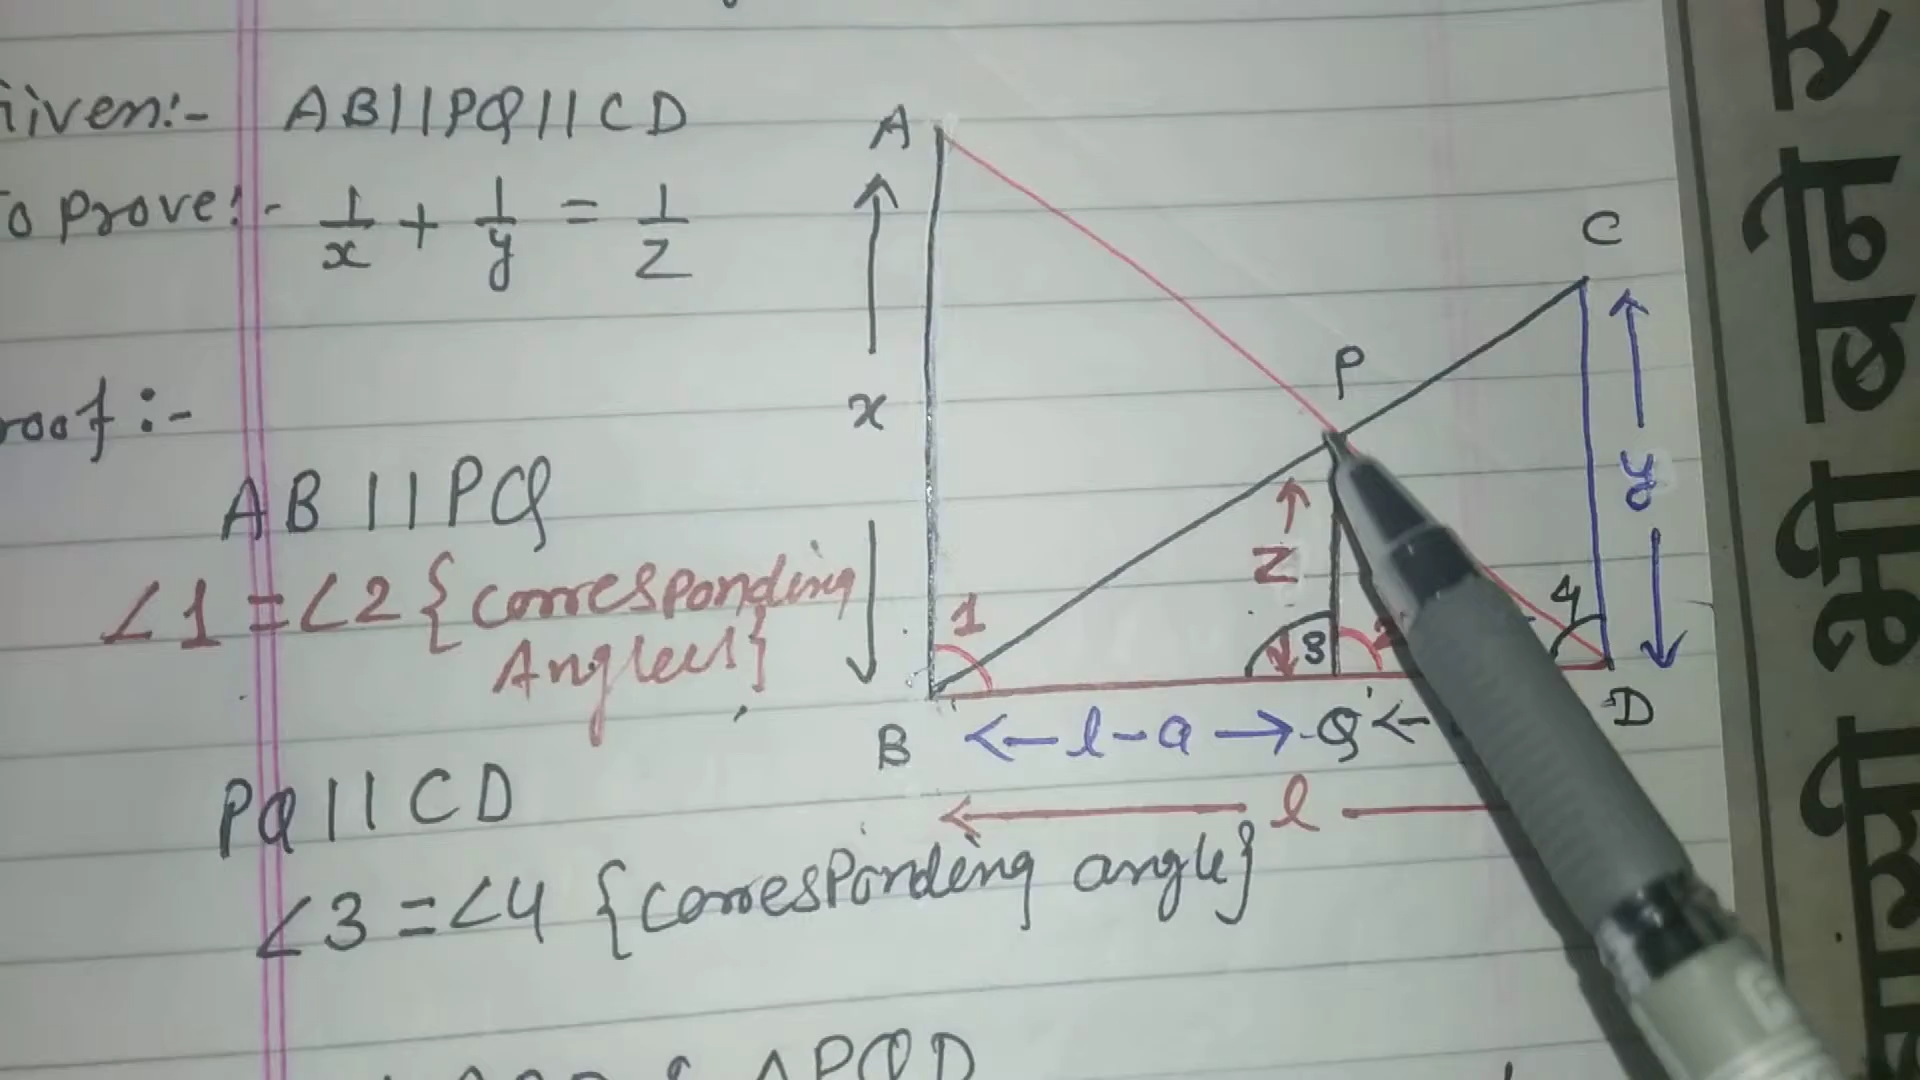 Given:- AB||PQ||CD
To Prove:- 1/x + 1/y = 1/z
Proof:-
AB||PQ
∠1=∠2 {corresponding
Angles}
PQ||CD
∠3=∠4 {corresponding angle}
PQD
A
C
P
x
y
z
1
3
4
B
l-a
Q
D
l